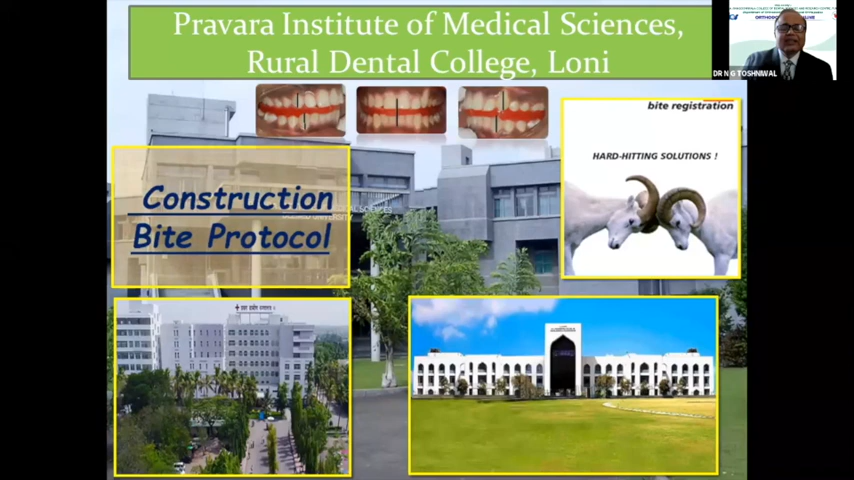 Pravara Institute of Medical Sciences,
Rural Dental College, Loni
ORTHODONTIC
DR N G TOSHNIWAL
bite registration
HARD-HITTING SOLUTIONS !
Construction
Bite Protocol